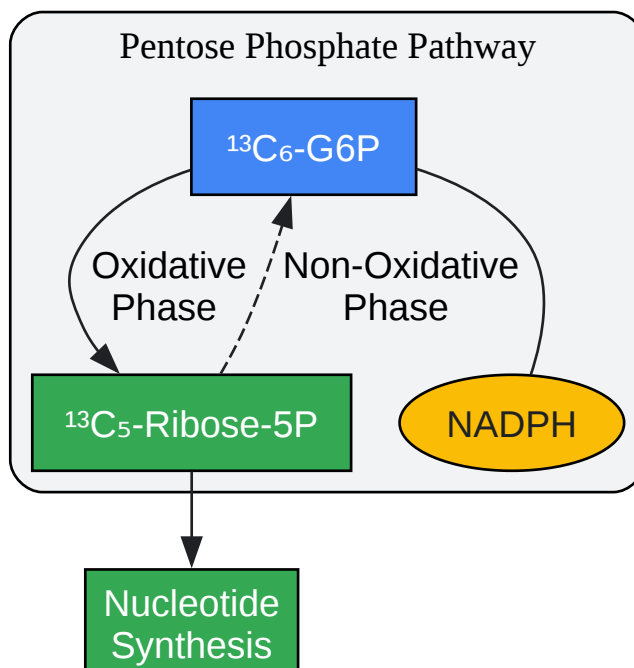 Pentose Phosphate Pathway
¹³C₆-G6P
Oxidative
Phase
Non-Oxidative
Phase
¹³C₅-Ribose-5P
NADPH
Nucleotide
Synthesis